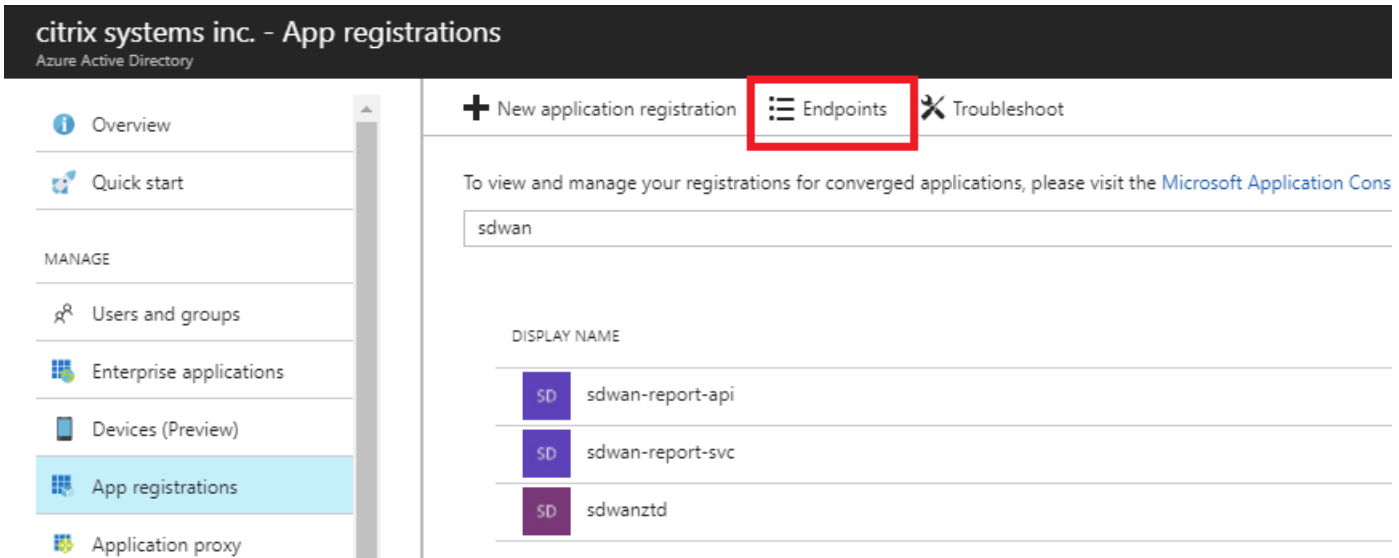 citrix systems inc. - App registrations
Azure Active Directory
Overview
Quick start
MANAGE
Users and groups
Enterprise applications
Devices (Preview)
App registrations
Application proxy
New application registration
Endpoints
Troubleshoot
To view and manage your registrations for converged applications, please visit the Microsoft Application Cons
sdwan
DISPLAY NAME
SD sdwan-report-api
SD sdwan-report-svc
SD sdwanztd